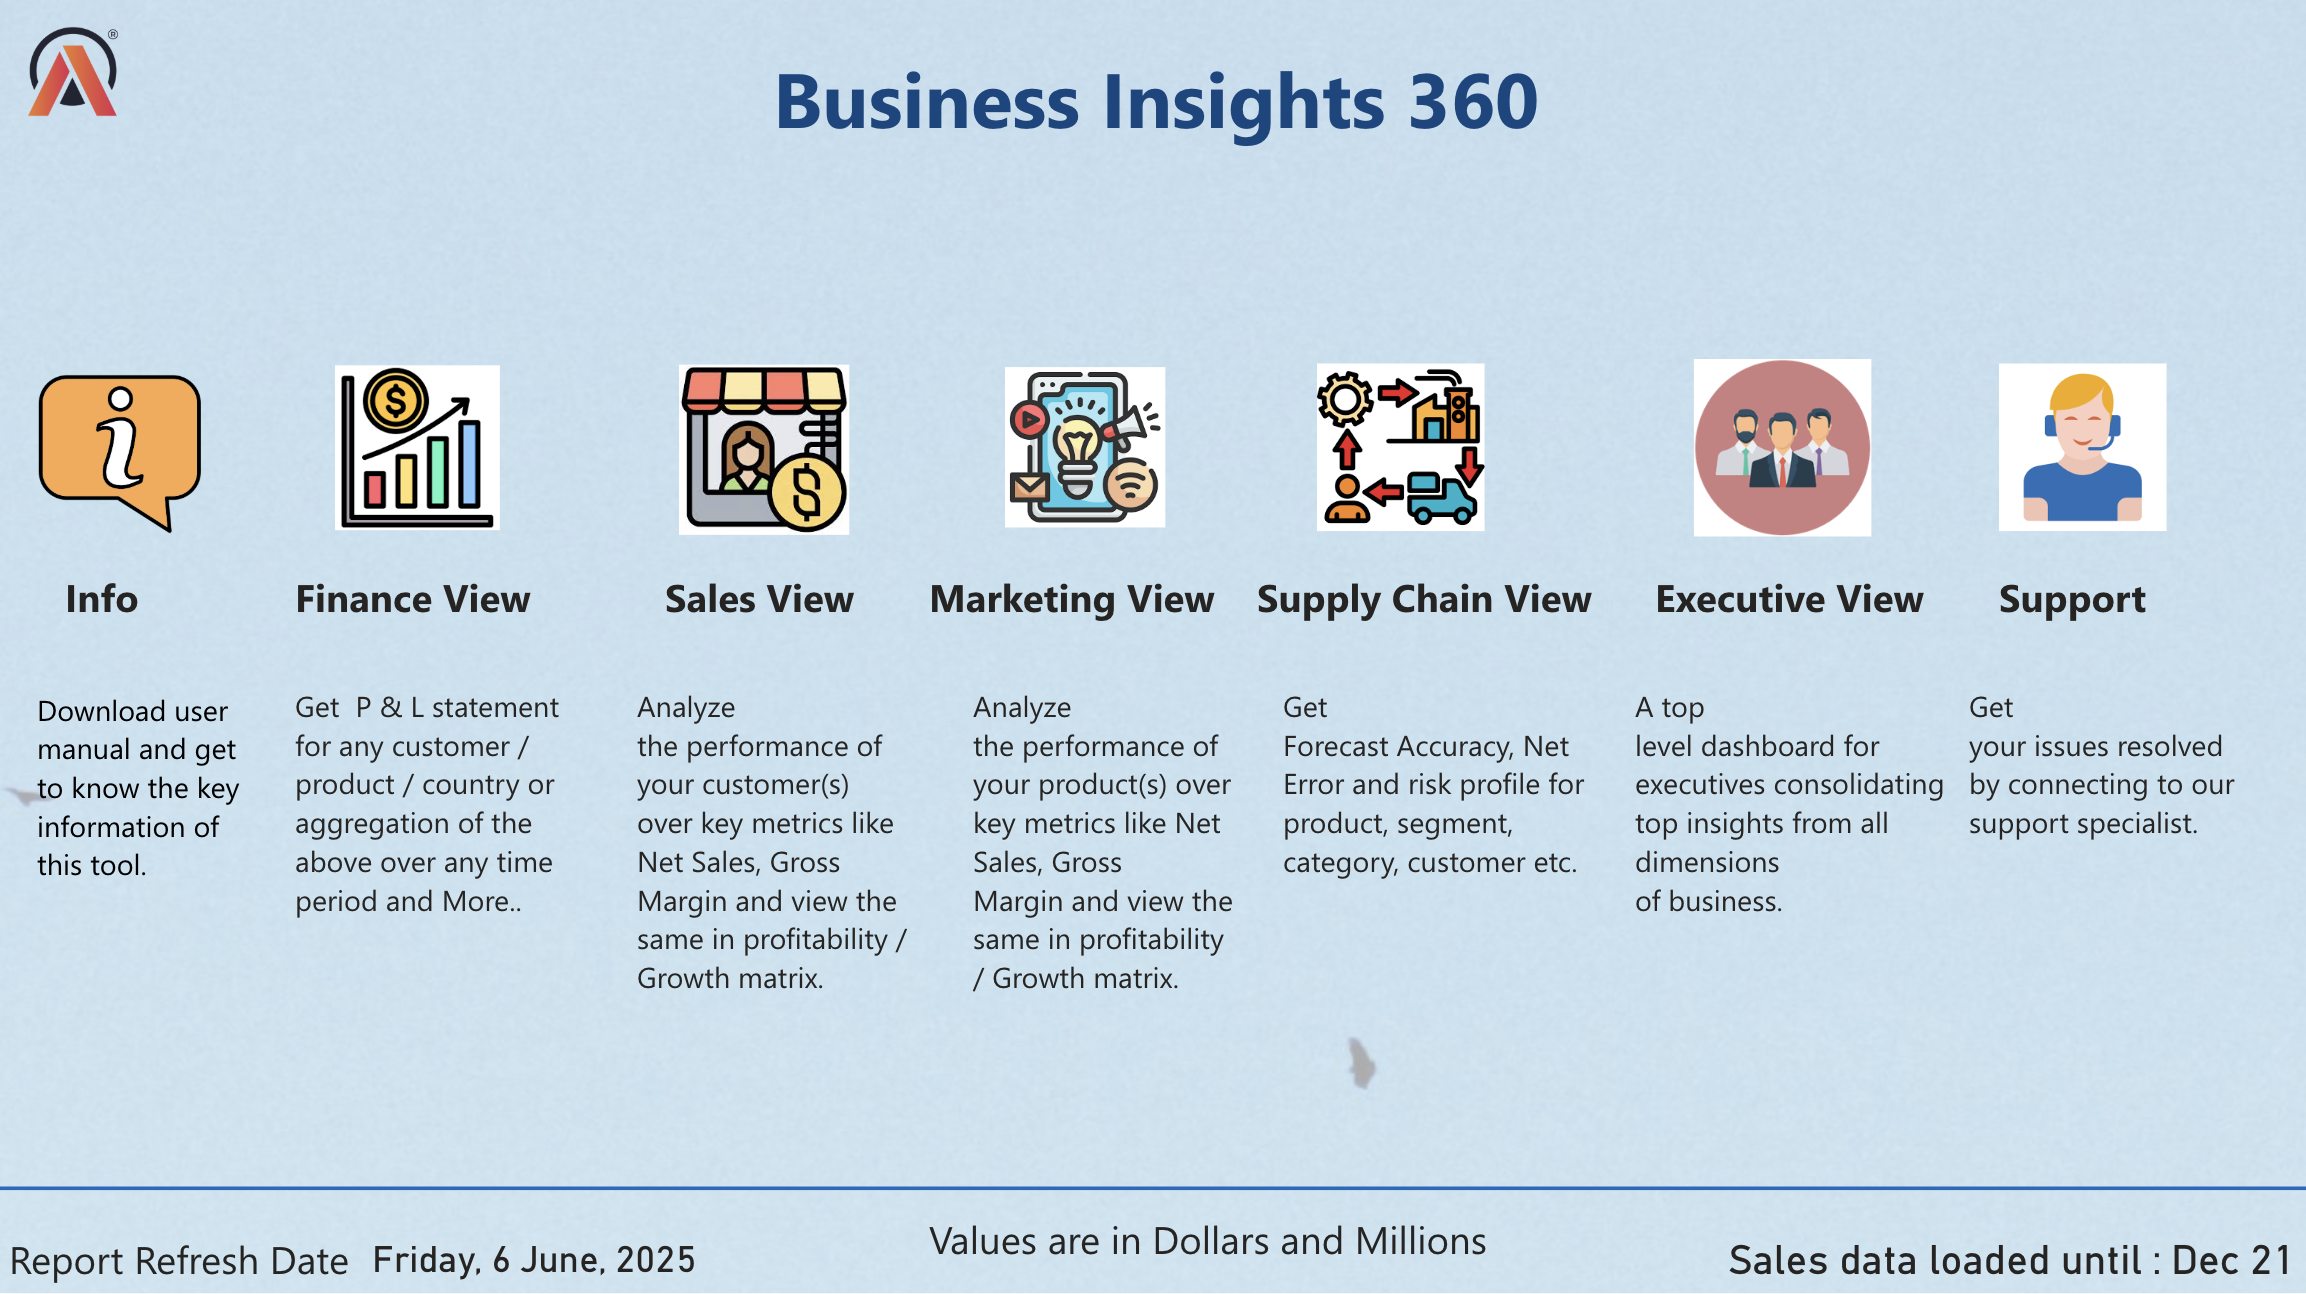 ®
Business Insights 360
Info
Download user
manual and get
to know the key
information of
this tool.
Finance View
Get  P & L statement
for any customer /
product / country or
aggregation of the
above over any time
period and More..
Sales View
Analyze
the performance of
your customer(s)
over key metrics like
Net Sales, Gross
Margin and view the
same in profitability /
Growth matrix.
Marketing View
Analyze
the performance of
your product(s) over
key metrics like Net
Sales, Gross
Margin and view the
same in profitability
/ Growth matrix.
Supply Chain View
Get
Forecast Accuracy, Net
Error and risk profile for
product, segment,
category, customer etc.
Executive View
A top
level dashboard for
executives consolidating
top insights from all
dimensions
of business.
Support
Get
your issues resolved
by connecting to our
support specialist.
Report Refresh Date Friday, 6 June, 2025
Values are in Dollars and Millions
Sales data loaded until : Dec 21